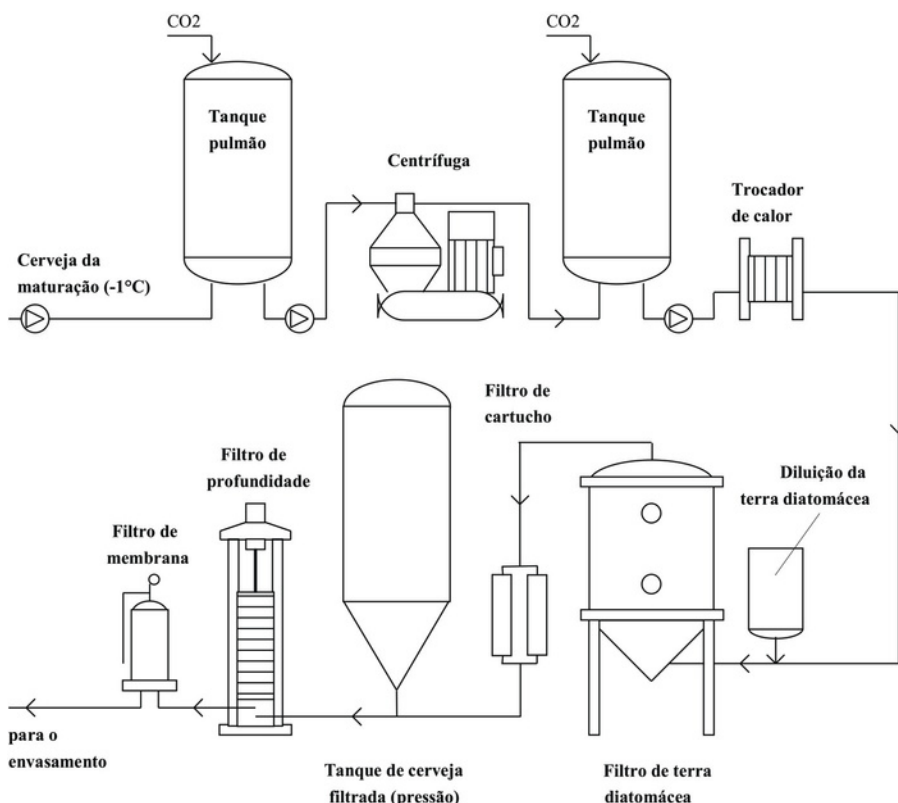 CO2
CO2
Tanque
pulmão
Tanque
pulmão
Centrífuga
Trocador
de calor
Cerveja da
maturação (-1°C)
Filtro de
cartucho
Filtro de
profundidade
Diluição da
terra diatomácea
Filtro de
membrana
para o
envasamento
Tanque de cerveja
filtrada (pressão)
Filtro de terra
diatomácea